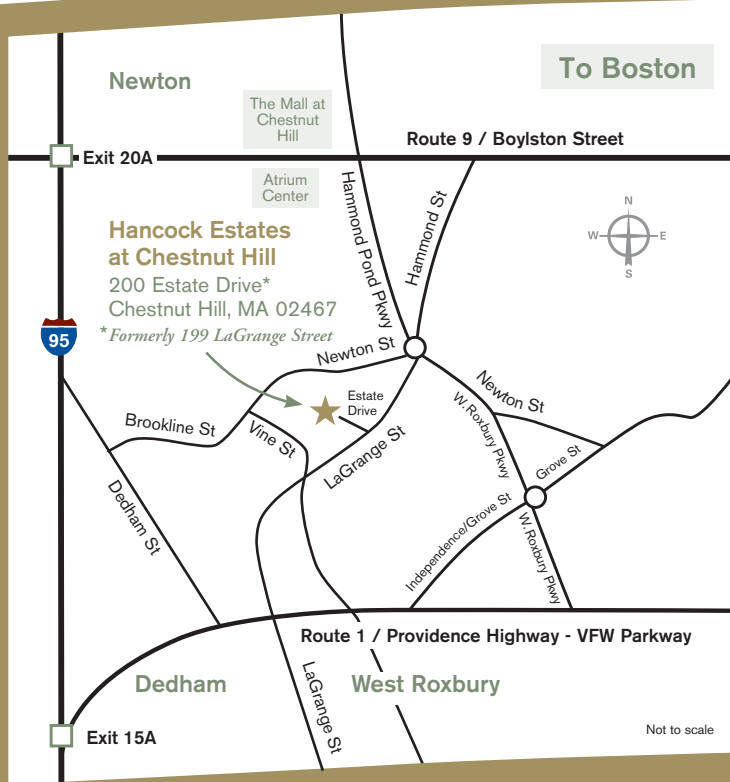 Newton
To Boston
The Mall at
Chestnut
Hill
Route 9 / Boylston Street
Exit 20A
Atrium
Center
Hammond Pond Pkwy
Hammond St
N
W
E
S
Hancock Estates
at Chestnut Hill
200 Estate Drive*
Chestnut Hill, MA 02467
*Formerly 199 LaGrange Street
95
Newton St
Estate
Drive
Newton St
W.Roxbury Pkwy
Brookline St
Vine St
LaGrange St
Grove St
Dedham St
Independence/Grove St
W.Roxbury Pkwy
Route 1 / Providence Highway - VFW Parkway
LaGrange St
Dedham
West Roxbury
Exit 15A
Not to scale